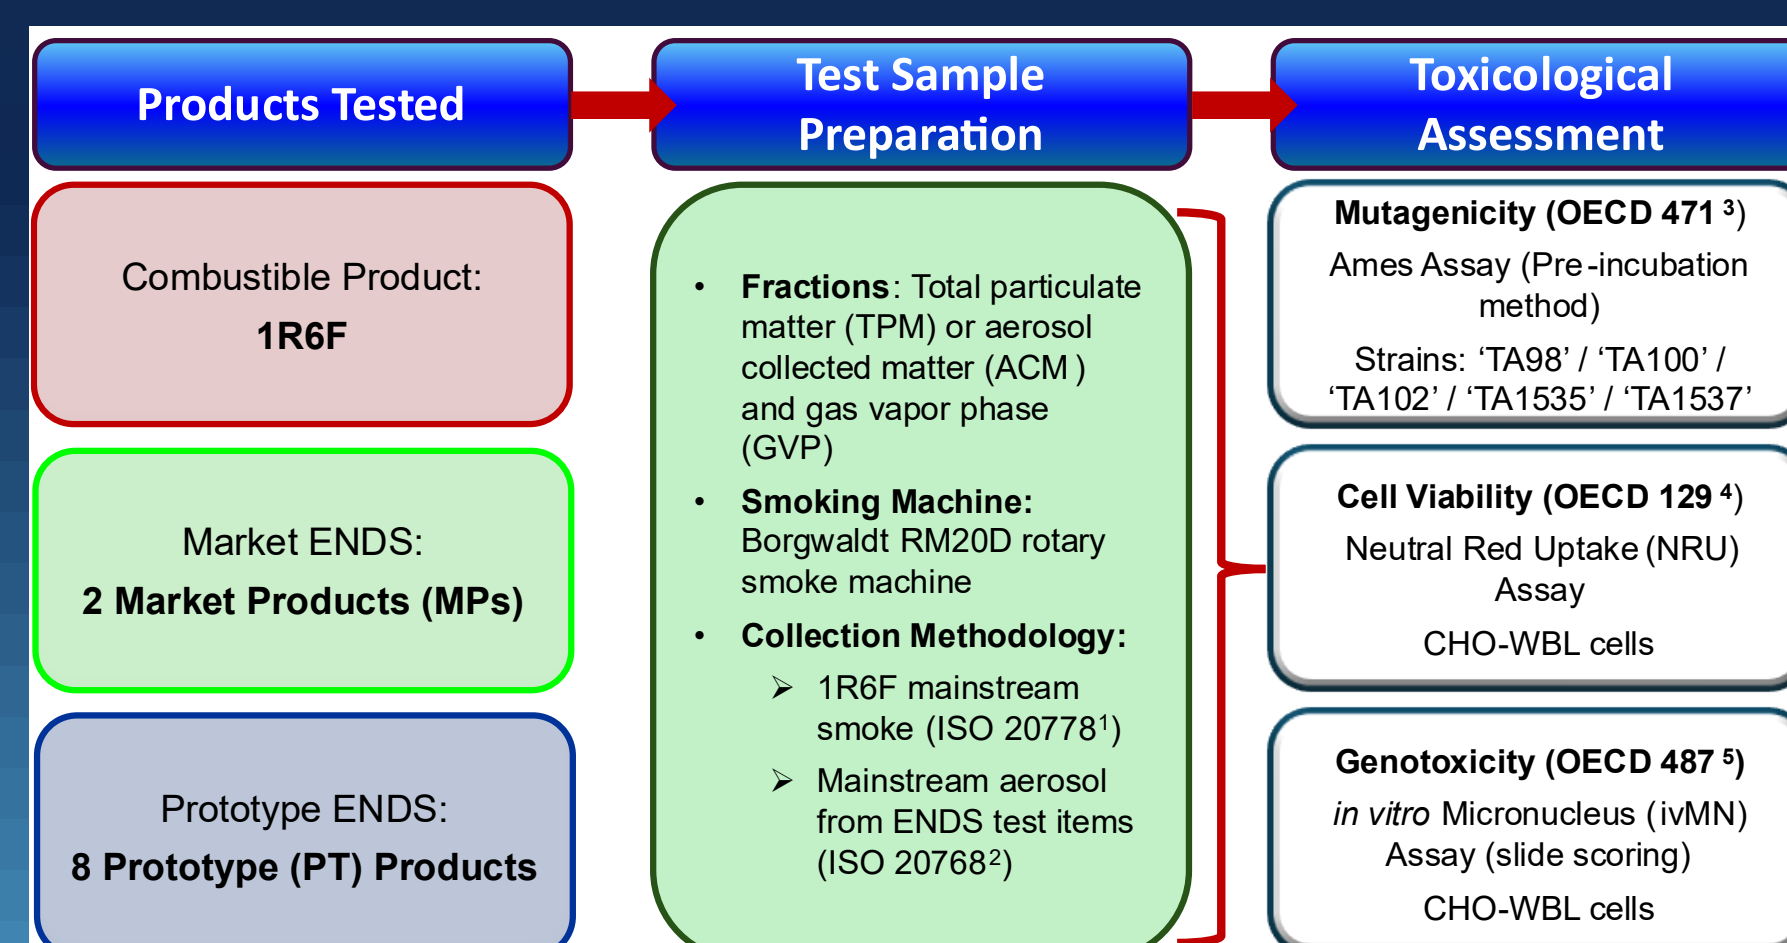 Products Tested
Test Sample
Preparation
Toxicological
Assessment
Combustible Product:
1R6F
Market ENDS:
2 Market Products (MPs)
Prototype ENDS:
8 Prototype (PT) Products
• Fractions: Total particulate
matter (TPM) or aerosol
collected matter (ACM )
and gas vapor phase
(GVP)
• Smoking Machine:
Borgwaldt RM20D rotary
smoke machine
• Collection Methodology:
➢ 1R6F mainstream
smoke (ISO 20778¹)
➢ Mainstream aerosol
from ENDS test items
(ISO 20768²)
Mutagenicity (OECD 471 ³)
Ames Assay (Pre-incubation
method)
Strains: ‘TA98’ / ‘TA100’ /
‘TA102’ / ‘TA1535’ / ‘TA1537’
Cell Viability (OECD 129 ⁴)
Neutral Red Uptake (NRU)
Assay
CHO-WBL cells
Genotoxicity (OECD 487 ⁵)
in vitro Micronucleus (ivMN)
Assay (slide scoring)
CHO-WBL cells